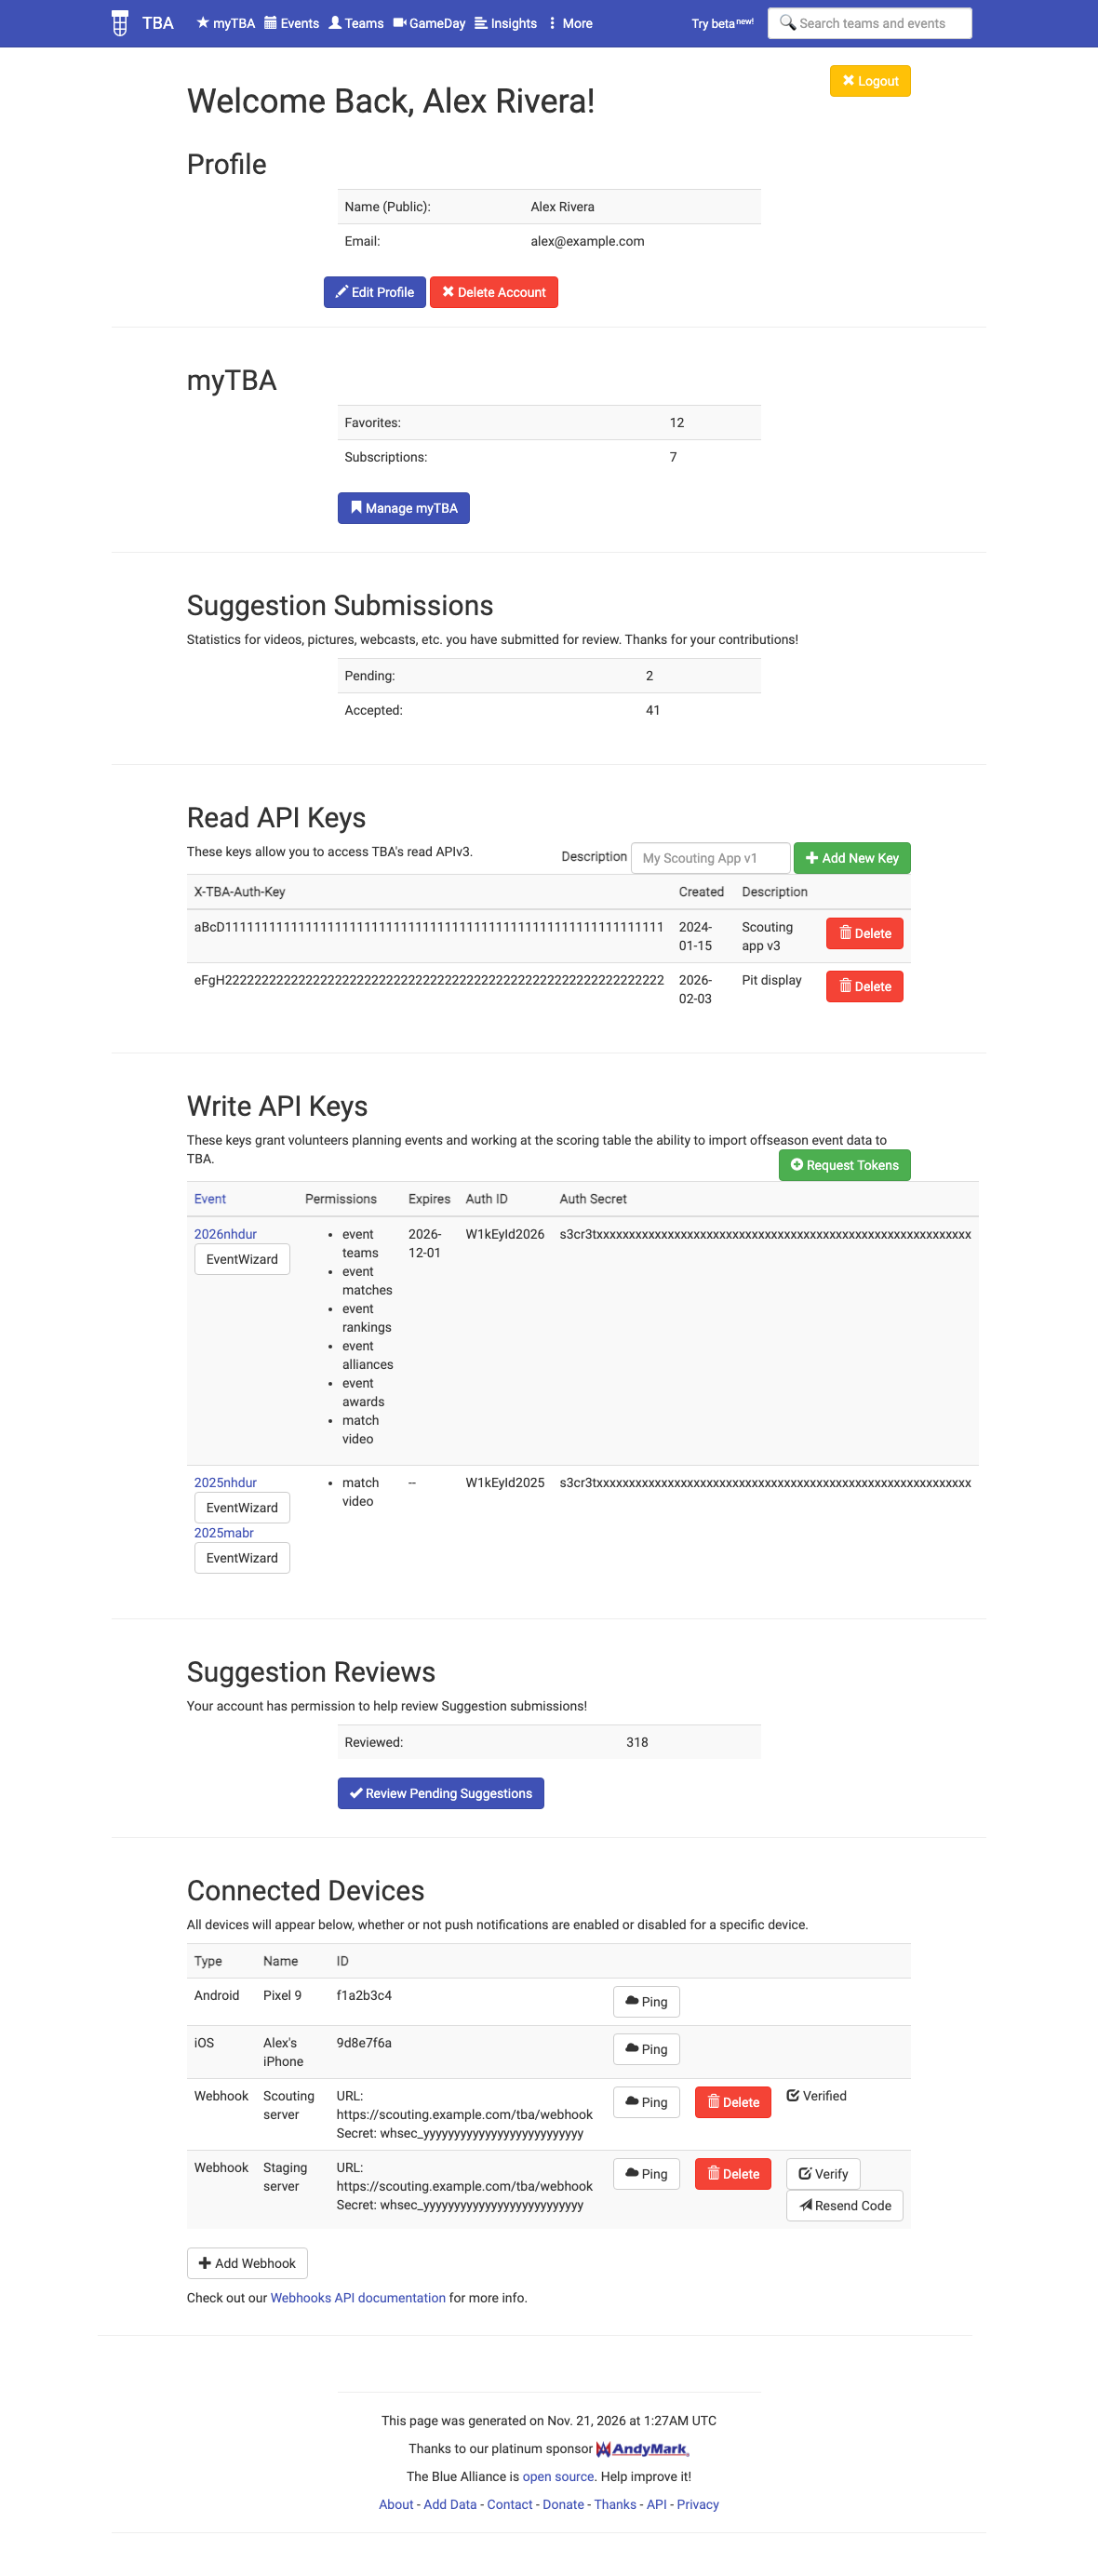 TBA
myTBA Events Teams GameDay Insights More Try beta new! Search teams and events
Logout
Welcome Back, Alex Rivera!
Profile
Name (Public): Alex Rivera
Email: alex@example.com
Edit Profile Delete Account
myTBA
Favorites: 12
Subscriptions: 7
Manage myTBA
Suggestion Submissions
Statistics for videos, pictures, webcasts, etc. you have submitted for review. Thanks for your contributions!
Pending: 2
Accepted: 41
Read API Keys
These keys allow you to access TBA's read APIv3. Description My Scouting App v1 Add New Key
X-TBA-Auth-Key Created Description
aBcD111111111111111111111111111111111111111111111111111111111111 2024- Scouting Delete
01-15 app v3
eFgH222222222222222222222222222222222222222222222222222222222222 2026- Pit display Delete
02-03
Write API Keys
These keys grant volunteers planning events and working at the scoring table the ability to import offseason event data to
TBA. Request Tokens
Event Permissions Expires Auth ID Auth Secret
2026nhdur event 2026- W1kEyId2026 s3cr3txxxxxxxxxxxxxxxxxxxxxxxxxxxxxxxxxxxxxxxxxxxxxxxxxxxxxxxxxx
EventWizard teams 12-01
event
matches
event
rankings
event
alliances
event
awards
match
video
2025nhdur match -- W1kEyId2025 s3cr3txxxxxxxxxxxxxxxxxxxxxxxxxxxxxxxxxxxxxxxxxxxxxxxxxxxxxxxxxx
EventWizard video
2025mabr
EventWizard
Suggestion Reviews
Your account has permission to help review Suggestion submissions!
Reviewed: 318
Review Pending Suggestions
Connected Devices
All devices will appear below, whether or not push notifications are enabled or disabled for a specific device.
Type Name ID
Android Pixel 9 f1a2b3c4 Ping
iOS Alex's 9d8e7f6a Ping
iPhone
Webhook Scouting URL: Ping Delete Verified
server https://scouting.example.com/tba/webhook
Secret: whsec_yyyyyyyyyyyyyyyyyyyyyyyyyy
Webhook Staging URL: Ping Delete Verify
server https://scouting.example.com/tba/webhook
Secret: whsec_yyyyyyyyyyyyyyyyyyyyyyyyyy Resend Code
Add Webhook
Check out our Webhooks API documentation for more info.
This page was generated on Nov. 21, 2026 at 1:27AM UTC
Thanks to our platinum sponsor AndyMark
The Blue Alliance is open source. Help improve it!
About - Add Data - Contact - Donate - Thanks - API - Privacy